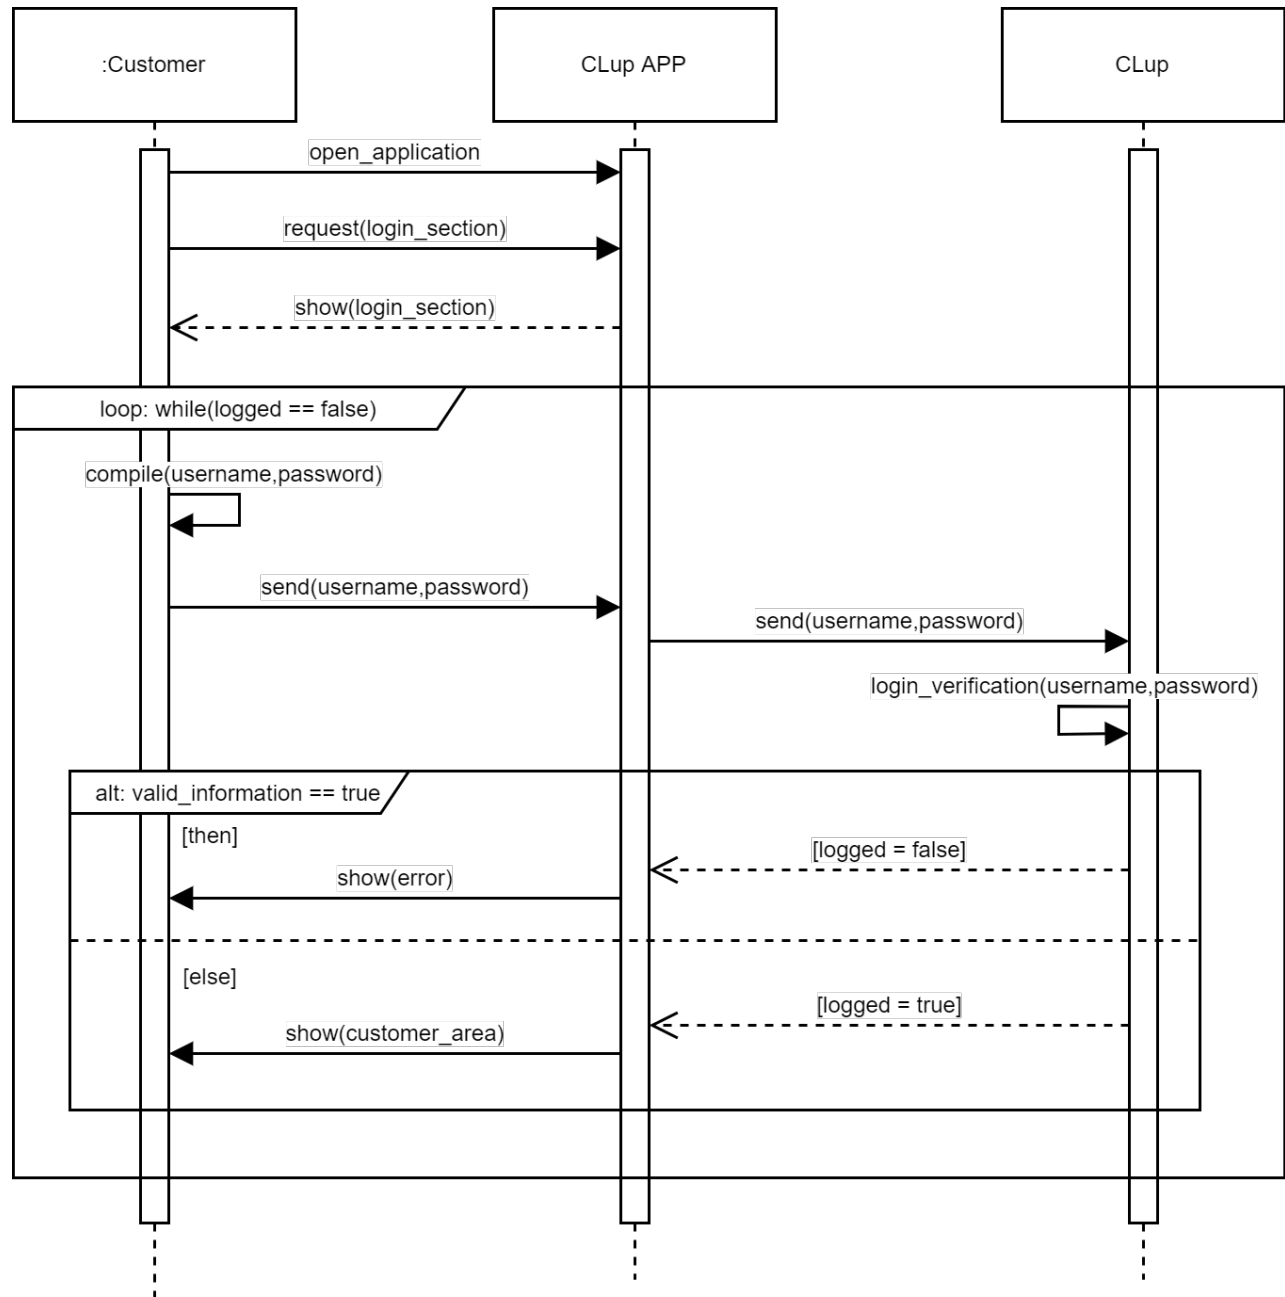 :Customer
CLup APP
CLup
open_application
request(login_section)
show(login_section)
loop: while(logged == false)
compile(username,password)
send(username,password)
send(username,password)
login_verification(username,password)
alt: valid_information == true
[then]
[logged = false]
show(error)
[else]
[logged = true]
show(customer_area)